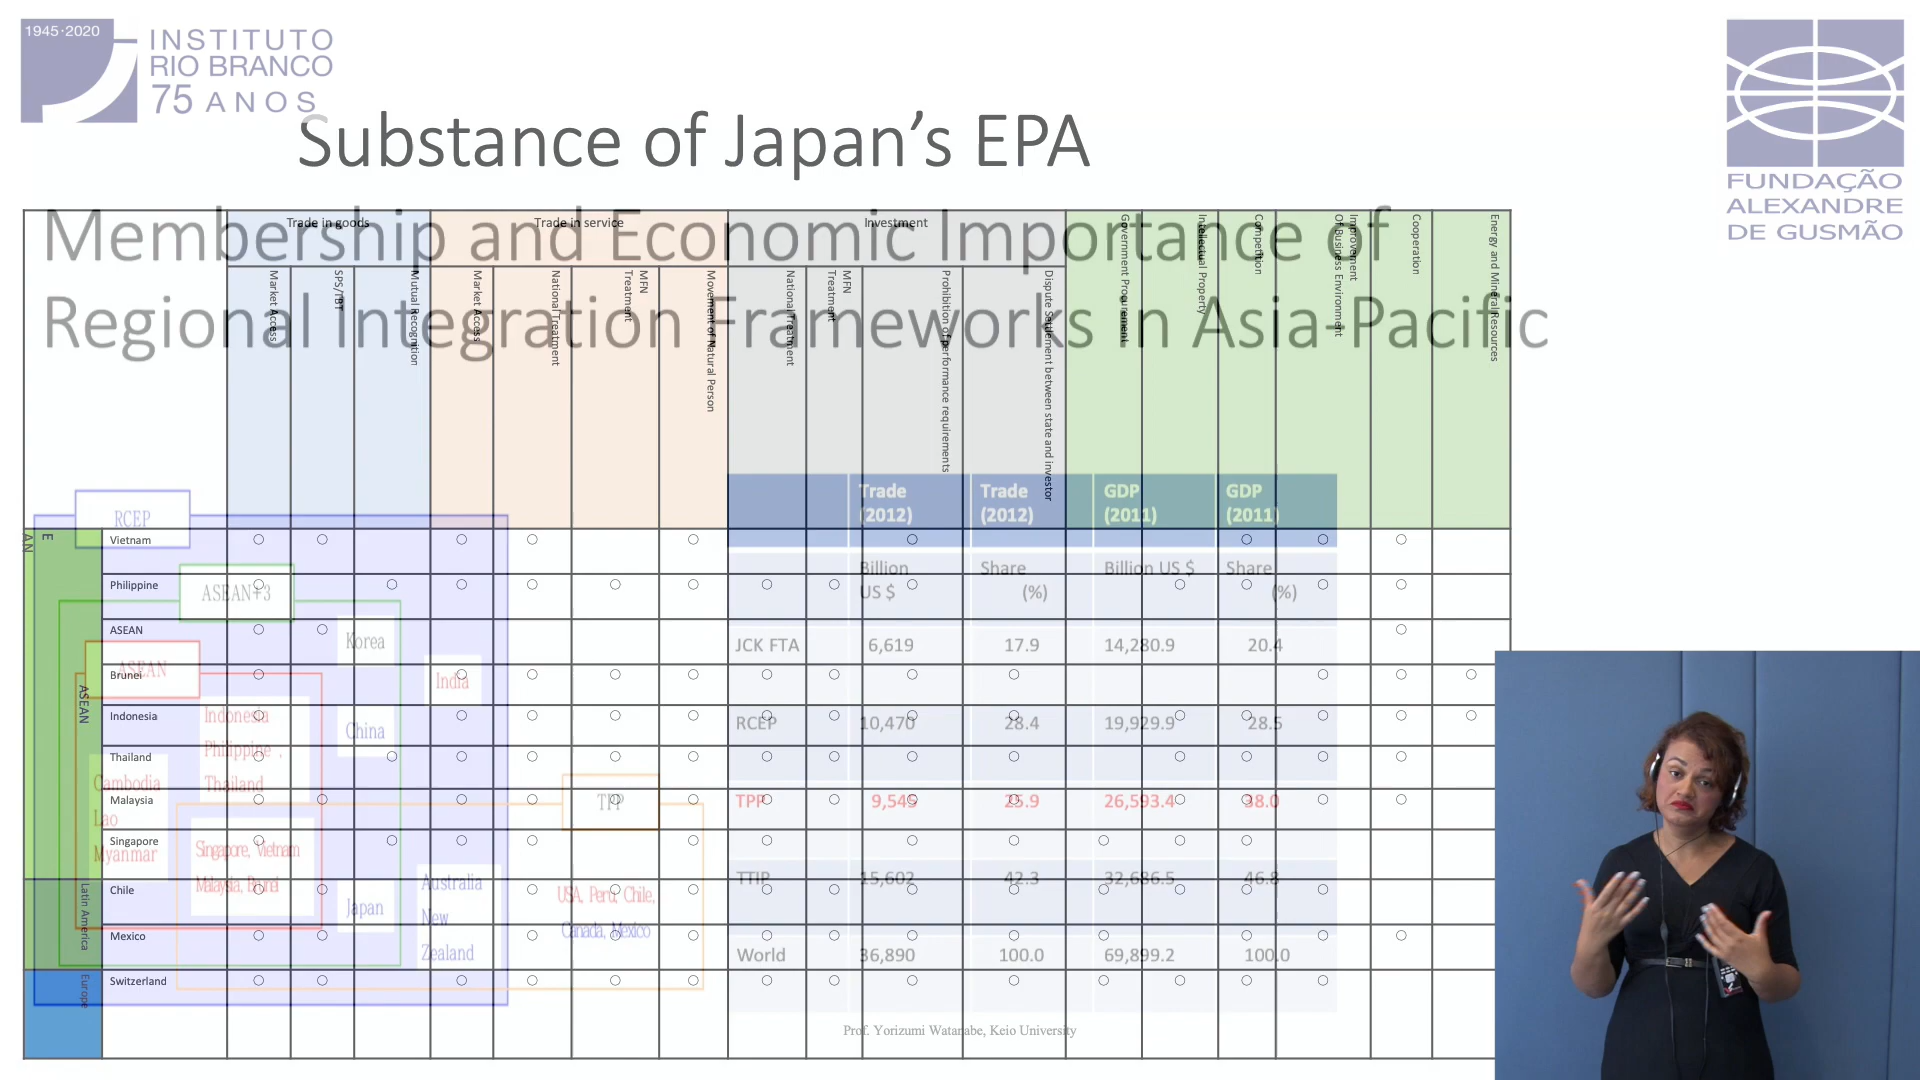 1945·2020
INSTITUTO
RIO BRANCO
75 ANOS
FUNDAÇÃO
ALEXANDRE
DE GUSMÃO
Substance of Japan's EPA
Membership and Economic Importance of
Regional Integration Frameworks in Asia-Pacific
Trade in goods
Trade in service
Investment
Market Access
SPS/TBT
Mutual Recognition
Market Access
National Treatment
MFN
Treatment
Movement of Natural Person
National Treatment
MFN
Treatment
Prohibition of performance requirements
Dispute Settlement between state and investor
Government Procurement
Intellectual Property
Competition
Improvement
Of Business Environment
Cooperation
Energy and Mineral Resources
E
AN
ASEAN
Latin America
Europe
Vietnam
Philippine
ASEAN
Brunei
Indonesia
Thailand
Malaysia
Singapore
Chile
Mexico
Switzerland
RCEP
ASEAN+3
ASEAN
Korea
India
China
Indonesia
Philippine ,
Thailand
Cambodia
Lao
Myanmar
Singapore, Vietnam
Malaysia, Brunei
Japan
Australia
New
Zealand
TPP
USA, Peru, Chile,
Canada, Mexico
Trade (2012) Trade (2012) GDP (2011) GDP (2011)
Billion US $ Share (%) Billion US $ Share (%)
JCK FTA 6,619 17.9 14,280.9 20.4
RCEP 10,470 28.4 19,929.9 28.5
TPP 9,545 25.9 26,593.4 38.0
TTIP 15,602 42.3 32,686.5 46.8
World 36,890 100.0 69,899.2 100.0
Prof. Yorizumi Watanabe, Keio University